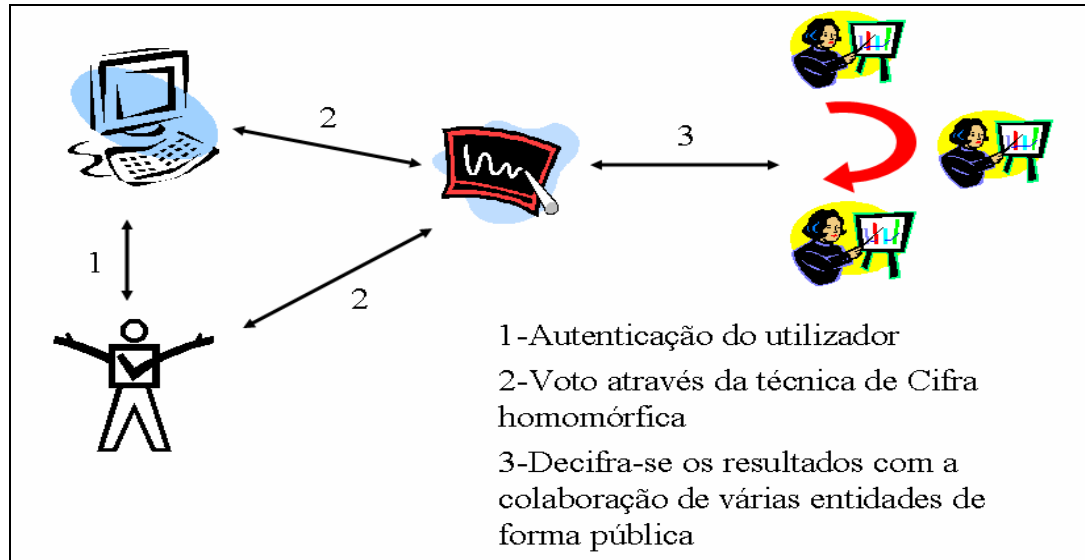 2
3
1
2
1-Autenticação do utilizador
2-Voto através da técnica de Cifra
homomórfica
3-Decifra-se os resultados com a
colaboração de várias entidades de
forma pública